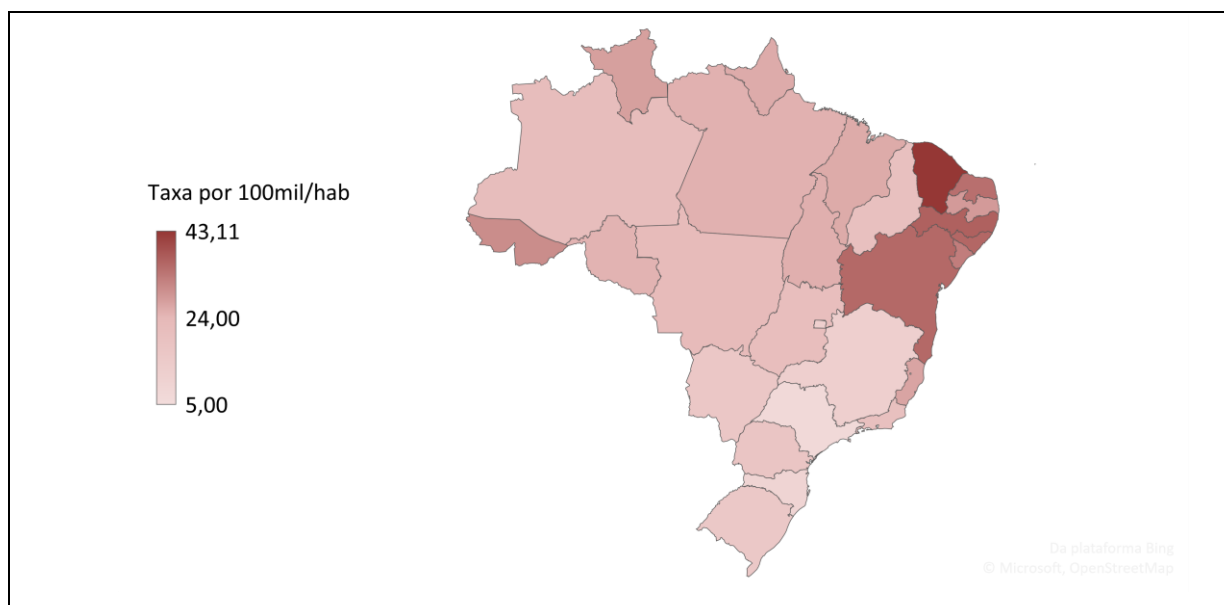 Taxa por 100mil/hab
43,11
24,00
5,00
Da plataforma Bing
© Microsoft, OpenStreetMap